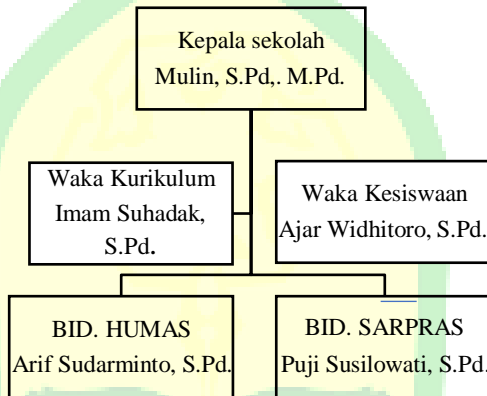 Kepala sekolah
Mulin, S.Pd,. M.Pd.
Waka Kurikulum
Imam Suhadak,
S.Pd.
Waka Kesiswaan
Ajar Widhitoro, S.Pd.
BID. HUMAS
Arif Sudarminto, S.Pd.
BID. SARPRAS
Puji Susilowati, S.Pd.